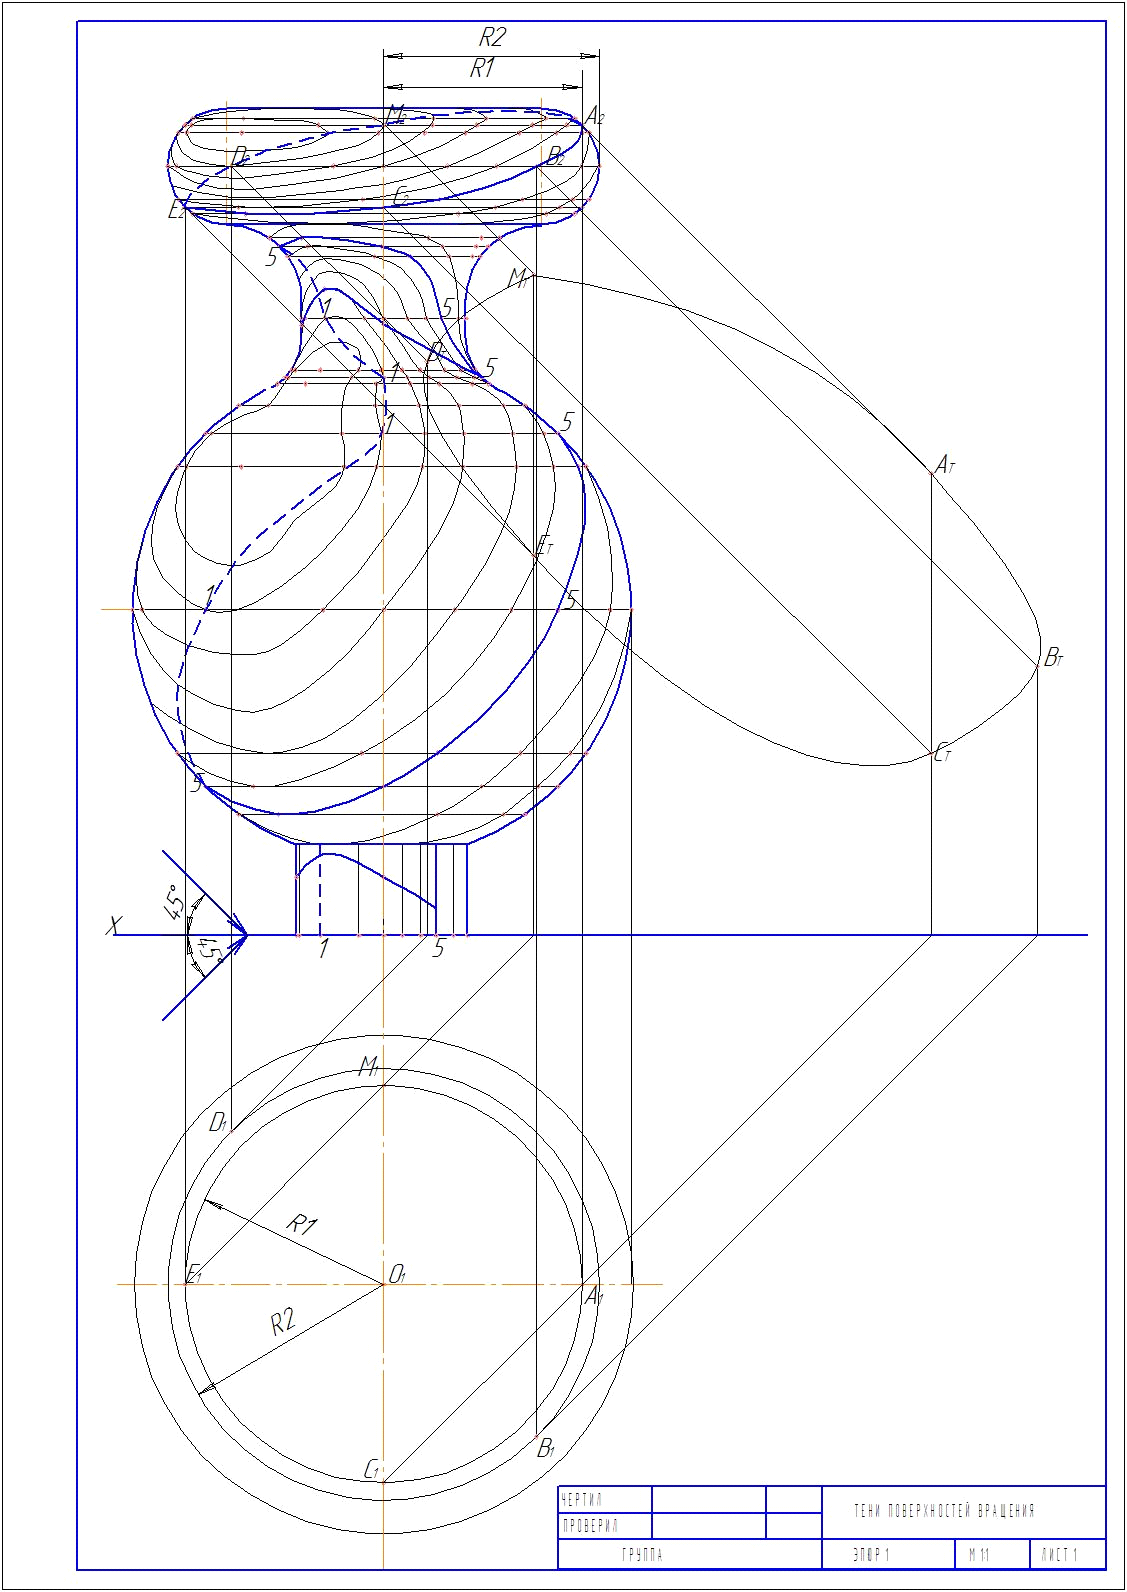 R2
R1
M2
A2
D2
B2
C2
E2
5
MT
1
5
DT
1
5
1
5
AT
ET
1
5
BT
CT
5
45°
X
45°
1
5
M1
D1
R1
E1
O1
A1
R2
B1
C1
ЧЕРТИЛ
ПРОВЕРИЛ
ТЕНИ ПОВЕРХНОСТЕЙ ВРАЩЕНИЯ
ГРУППА
ЭПЮР 1
М 1:1
ЛИСТ 1